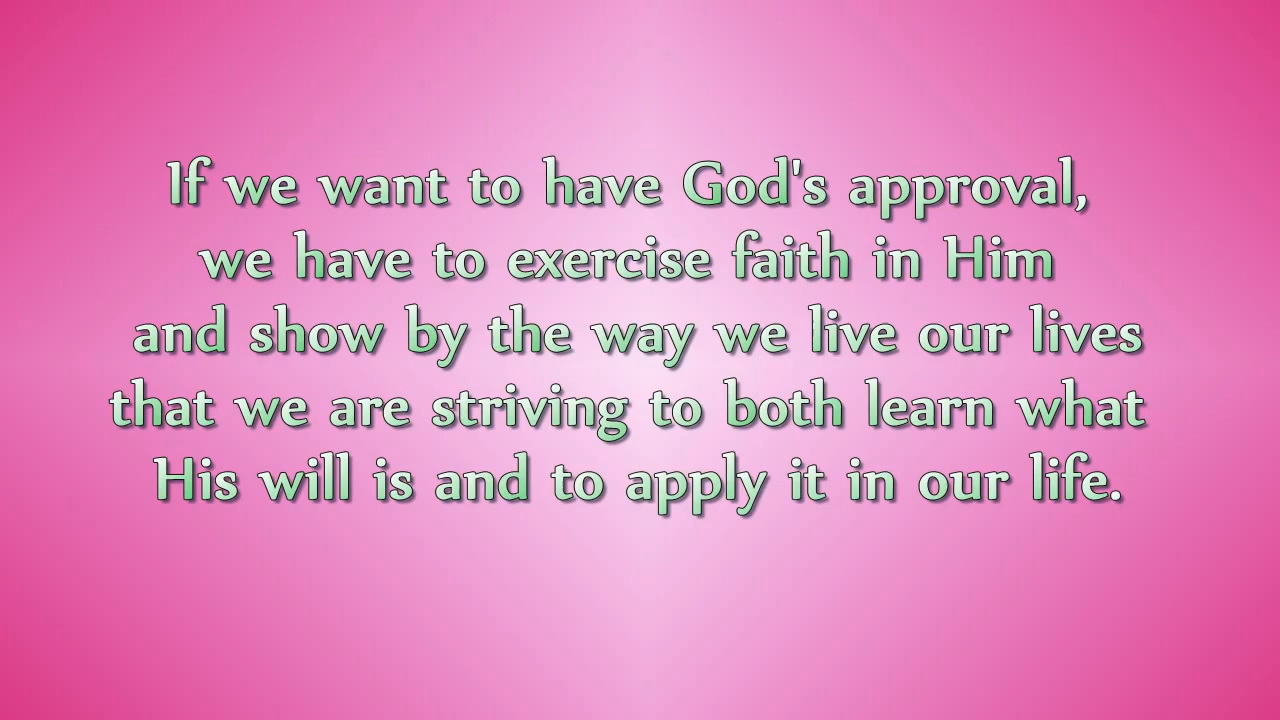 If we want to have God's approval,
we have to exercise faith in Him
and show by the way we live our lives
that we are striving to both learn what
His will is and to apply it in our life.